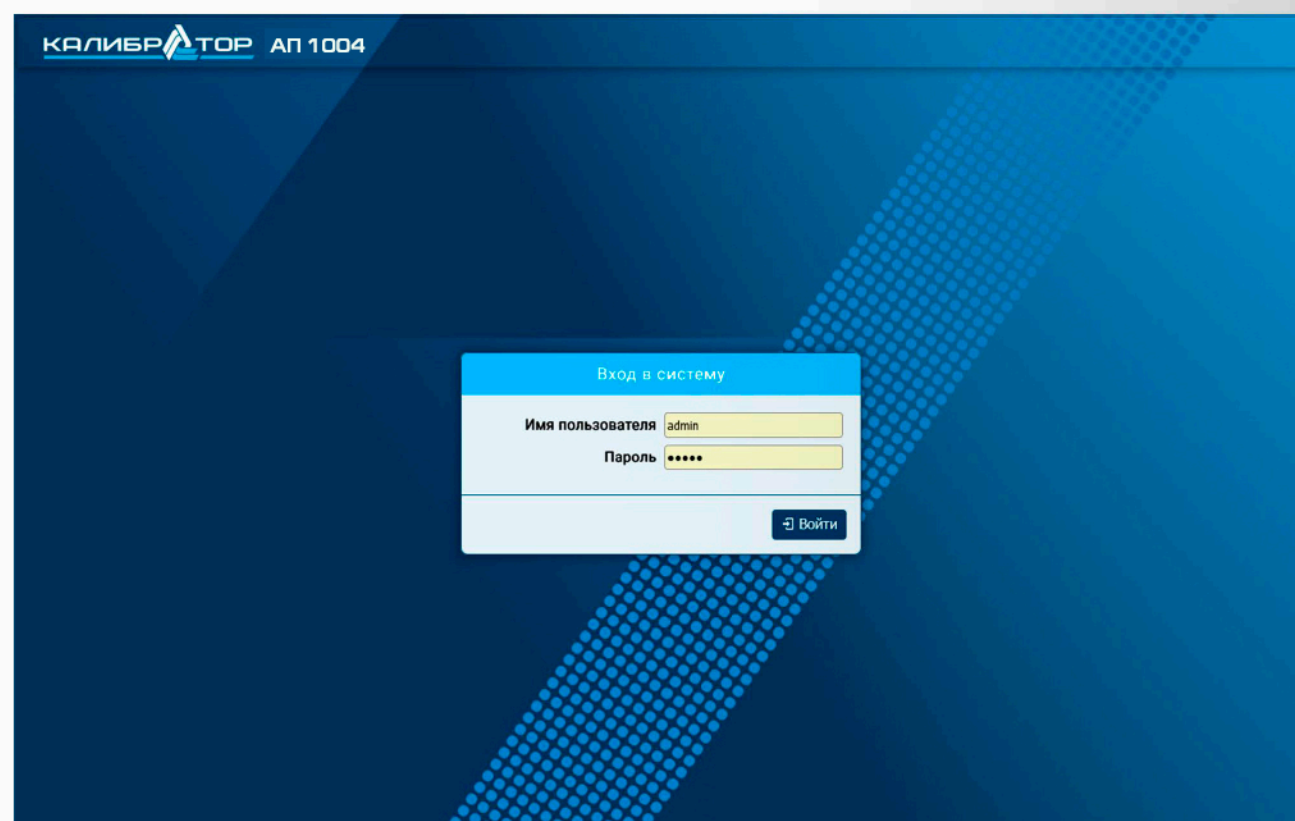 КАЛИБРАТОР АП 1004
Вход в систему
Имя пользователя admin
Пароль •••••
Войти